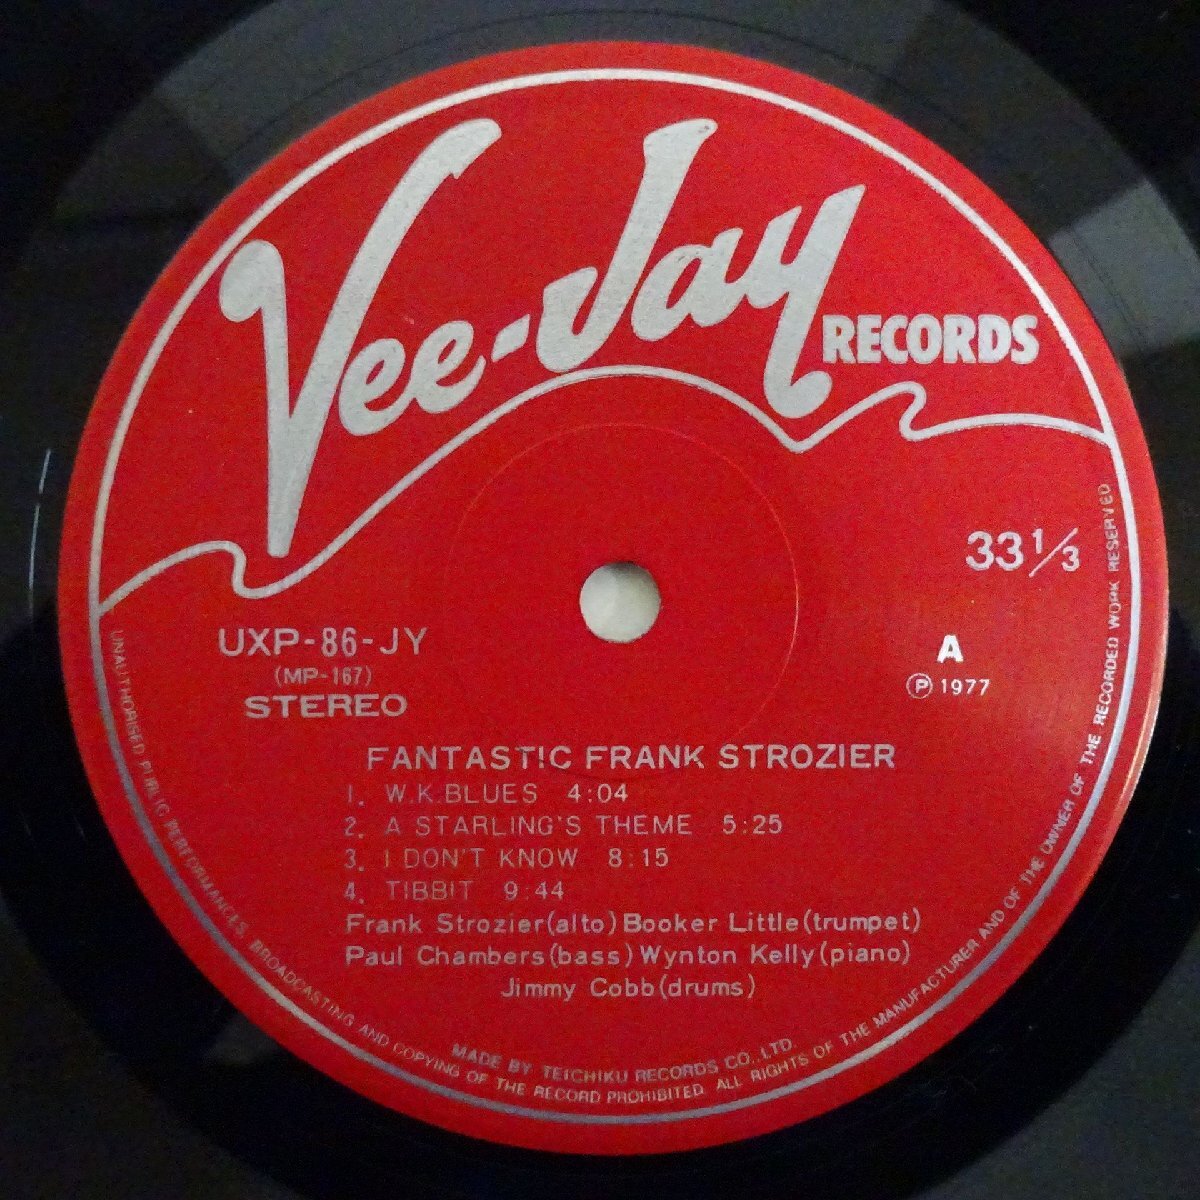 Vee-Jay
RECORDS
33 1/3
UXP-86-JY
(MP-167)
STEREO
A
Ⓟ 1977
FANTASTIC FRANK STROZIER
1. W.K.BLUES 4:04
2. A STARLING'S THEME 5:25
3. I DON'T KNOW 8:15
4. TIBBIT 9:44
Frank Strozier(alto) Booker Little(trumpet)
Paul Chambers(bass) Wynton Kelly(piano)
Jimmy Cobb(drums)
MADE BY TEICHIKU RECORDS CO.,LTD.
UNAUTHORISED PUBLIC PERFORMANCES, BROADCASTING AND COPYING OF THE RECORD PROHIBITED. ALL RIGHTS OF THE MANUFACTURER AND OF THE OWNER OF THE RECORDED WORK RESERVED